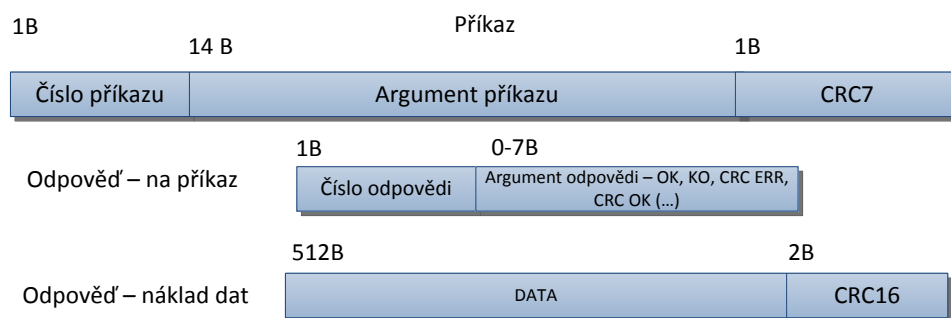 Příkaz
1B
14 B
1B
Číslo příkazu
Argument příkazu
CRC7
1B
0-7B
Odpověď – na příkaz
Číslo odpovědi
Argument odpovědi – OK, KO, CRC ERR,
CRC OK (...)
512B
2B
Odpověď – náklad dat
DATA
CRC16